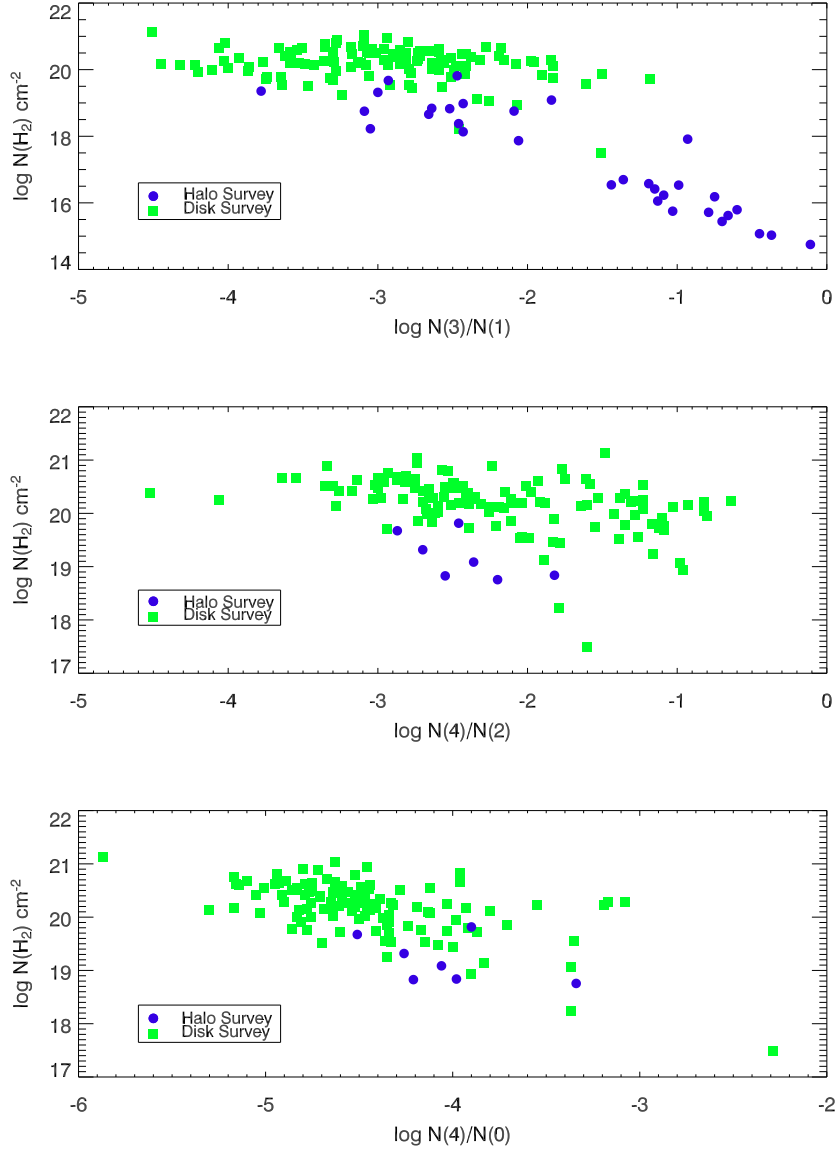 22
20
18
16
14
log N(H₂) cm⁻²
Halo Survey
Disk Survey
-5 -4 -3 -2 -1 0
log N(3)/N(1)
22
21
20
19
18
17
log N(H₂) cm⁻²
Halo Survey
Disk Survey
-5 -4 -3 -2 -1 0
log N(4)/N(2)
22
21
20
19
18
17
log N(H₂) cm⁻²
Halo Survey
Disk Survey
-6 -5 -4 -3 -2
log N(4)/N(0)